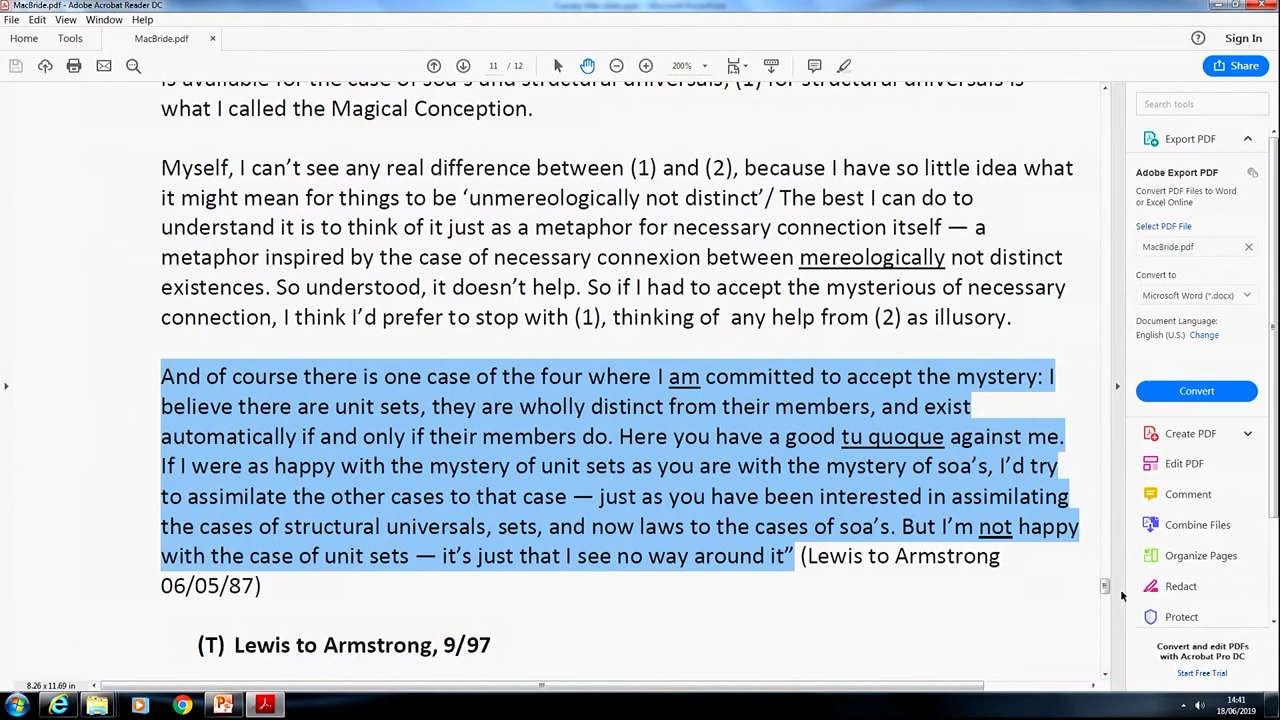 MacBride.pdf - Adobe Acrobat Reader DC
File Edit View Window Help
Home Tools MacBride.pdf × Sign In
11 / 12 200% Share
what I called the Magical Conception.
Myself, I can’t see any real difference between (1) and (2), because I have so little idea what
it might mean for things to be ‘unmereologically not distinct’/ The best I can do to
understand it is to think of it just as a metaphor for necessary connection itself — a
metaphor inspired by the case of necessary connexion between mereologically not distinct
existences. So understood, it doesn’t help. So if I had to accept the mysterious of necessary
connection, I think I’d prefer to stop with (1), thinking of any help from (2) as illusory.
And of course there is one case of the four where I am committed to accept the mystery: I
believe there are unit sets, they are wholly distinct from their members, and exist
automatically if and only if their members do. Here you have a good tu quoque against me.
If I were as happy with the mystery of unit sets as you are with the mystery of soa’s, I’d try
to assimilate the other cases to that case — just as you have been interested in assimilating
the cases of structural universals, sets, and now laws to the cases of soa’s. But I’m not happy
with the case of unit sets — it’s just that I see no way around it” (Lewis to Armstrong
06/05/87)
(T) Lewis to Armstrong, 9/97
8.26 x 11.69 in
Search tools
Export PDF
Adobe Export PDF
Convert PDF Files to Word
or Excel Online
Select PDF File
MacBride.pdf
Convert to
Microsoft Word (*.docx)
Document Language:
English (U.S.) Change
Convert
Create PDF
Edit PDF
Comment
Combine Files
Organize Pages
Redact
Protect
Convert and edit PDFs
with Acrobat Pro DC
Start Free Trial
14:41
18/06/2019